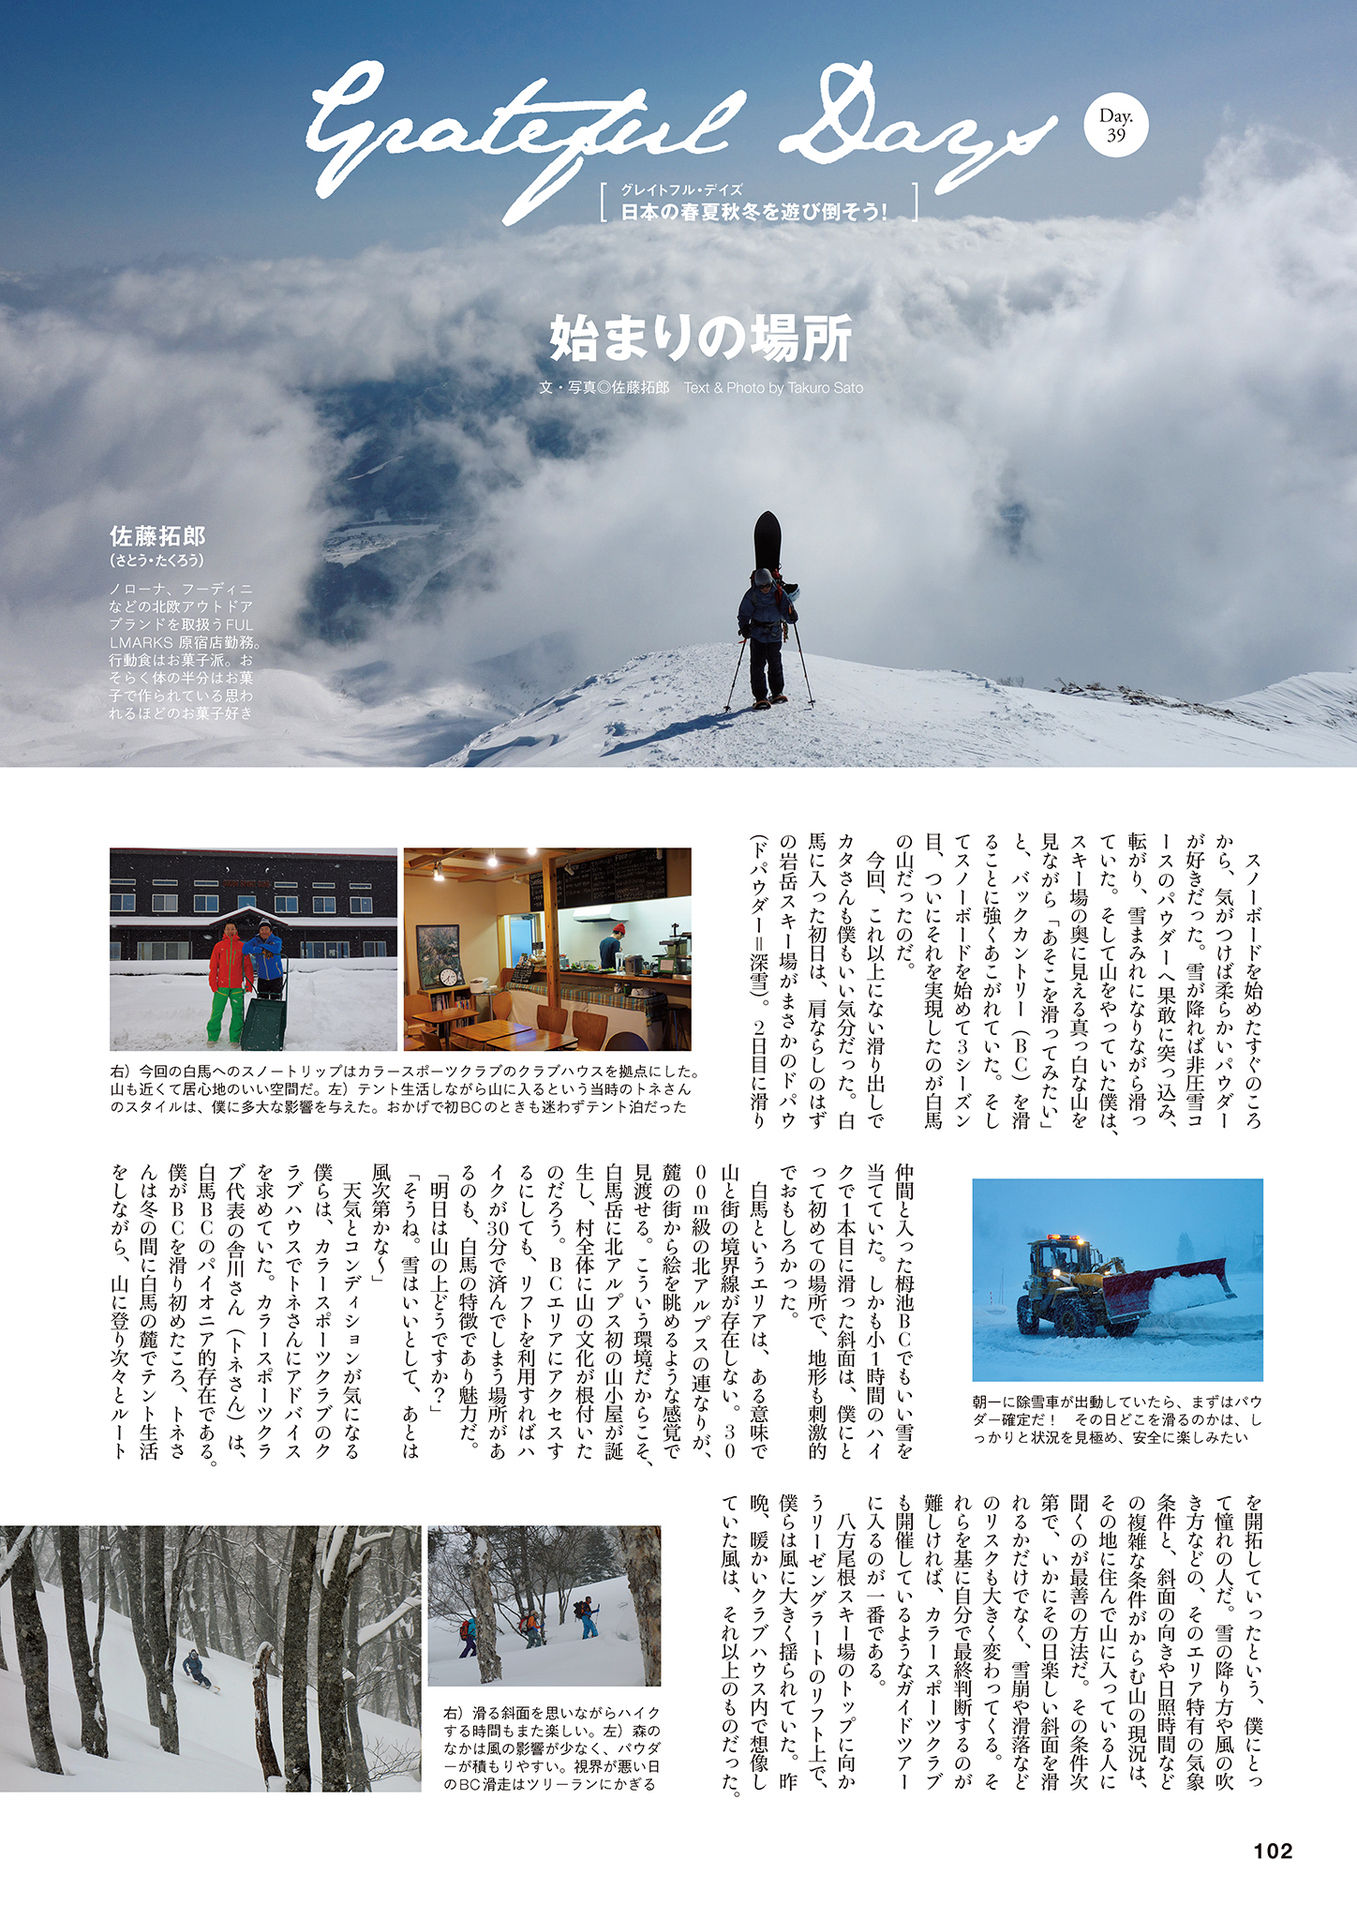 Grateful Days
Day.
39
グレイトフル・デイズ
[日本の春夏秋冬を遊び倒そう!]
始まりの場所
文・写真◎佐藤拓郎　Text & Photo by Takuro Sato
佐藤拓郎
(さとう・たくろう)
ノローナ、フーディニ
などの北欧アウトドア
ブランドを取扱うFUL
LMARKS 原宿店勤務。
行動食はお菓子派。お
そらく体の半分はお菓
子で作られている思わ
れるほどのお菓子好き
スノーボードを始めたすぐのころ
から、気がつけば柔らかいパウダー
が好きだった。雪が降れば非圧雪コ
ースのパウダーへ果敢に突っ込み、
転がり、雪まみれになりながら滑っ
ていた。そして山をやっていた僕は、
スキー場の奥に見える真っ白な山を
見ながら「あそこを滑ってみたい」
と、バックカントリー（BC）を滑
ることに強くあこがれていた。そし
てスノーボードを始めて3シーズン
目、ついにそれを実現したのが白馬
の山だったのだ。
今回、これ以上にない滑り出しで
カタさんも僕もいい気分だった。白
馬に入った初日は、肩ならしのはず
の岩岳スキー場がまさかのドパウ
（ドパウダー＝深雪）。2日目に滑り
右）今回の白馬へのスノートリップはカラースポーツクラブのクラブハウスを拠点にした。
山も近くて居心地のいい空間だ。左）テント生活しながら山に入るという当時のトネさん
のスタイルは、僕に多大な影響を与えた。おかげで初BCのときも迷わずテント泊だった
仲間と入った栂池BCでもいい雪を
当てていた。しかも小1時間のハイ
クで1本目に滑った斜面は、僕にと
って初めての場所で、地形も刺激的
でおもしろかった。
白馬というエリアは、ある意味で
山と街の境界線が存在しない。30
00m級の北アルプスの連なりが、
麓の街から絵を眺めるような感覚で
見渡せる。こういう環境だからこそ、
白馬岳に北アルプス初の山小屋が誕
生し、村全体に山の文化が根付いた
のだろう。BCエリアにアクセスす
るにしても、リフトを利用すればハ
イクが30分で済んでしまう場所があ
るのも、白馬の特徴であり魅力だ。
「明日は山の上どうですか？」
「そうね。雪はいいとして、あとは
風次第かな〜」
天気とコンディションが気になる
僕らは、カラースポーツクラブのク
ラブハウスでトネさんにアドバイス
を求めていた。カラースポーツクラ
ブ代表の舎川さん（トネさん）は、
白馬BCのパイオニア的存在である。
僕がBCを滑り初めたころ、トネさ
んは冬の間に白馬の麓でテント生活
をしながら、山に登り次々とルート
朝一に除雪車が出動していたら、まずはパウ
ダー確定だ！　その日どこを滑るのかは、し
っかりと状況を見極め、安全に楽しみたい
を開拓していったという、僕にとっ
て憧れの人だ。雪の降り方や風の吹
き方などの、そのエリア特有の気象
条件と、斜面の向きや日照時間など
の複雑な条件がからむ山の現況は、
その地に住んで山に入っている人に
聞くのが最善の方法だ。その条件次
第で、いかにその日楽しい斜面を滑
れるかだけでなく、雪崩や滑落など
のリスクも大きく変わってくる。そ
れらを基に自分で最終判断するのが
難しければ、カラースポーツクラブ
も開催しているようなガイドツアー
に入るのが一番である。
八方尾根スキー場のトップに向か
うリーゼングラートのリフト上で、
僕らは風に大きく揺られていた。昨
晩、暖かいクラブハウス内で想像し
ていた風は、それ以上のものだった。
右）滑る斜面を思いながらハイク
する時間もまた楽しい。左）森の
なかは風の影響が少なく、パウダ
ーが積もりやすい。視界が悪い日
のBC滑走はツリーランにかぎる
102